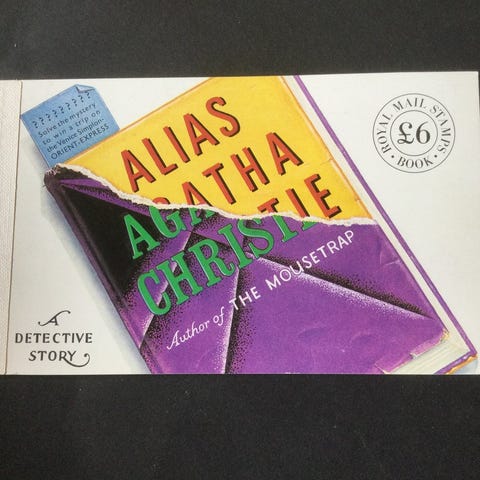 ????????
Solve the mystery
to win a trip on
the Venice Simplon-
ORIENT-EXPRESS
ALIAS
AGATHA
CHRISTIE
Author of THE MOUSETRAP
ROYAL MAIL STAMPS
£6
• BOOK •
A
DETECTIVE
STORY